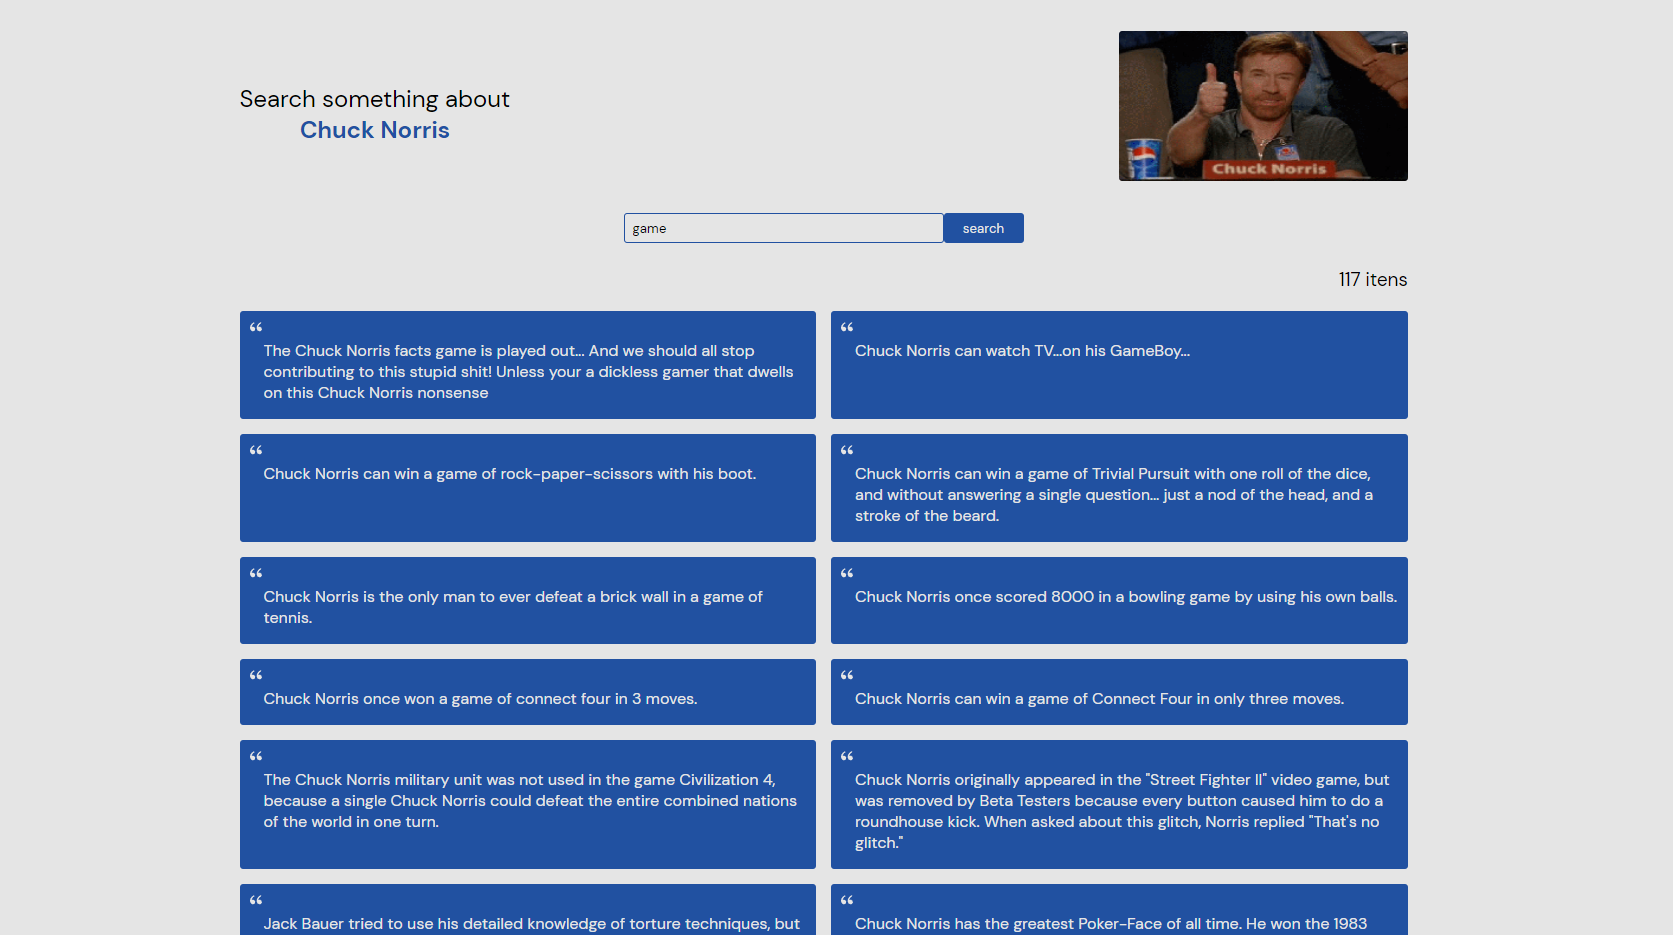 Search something about
Chuck Norris
Chuck Norris
game
search
117 itens
“
The Chuck Norris facts game is played out... And we should all stop
contributing to this stupid shit! Unless your a dickless gamer that dwells
on this Chuck Norris nonsense
“
Chuck Norris can watch TV...on his GameBoy...
“
Chuck Norris can win a game of rock-paper-scissors with his boot.
“
Chuck Norris can win a game of Trivial Pursuit with one roll of the dice,
and without answering a single question... just a nod of the head, and a
stroke of the beard.
“
Chuck Norris is the only man to ever defeat a brick wall in a game of
tennis.
“
Chuck Norris once scored 8000 in a bowling game by using his own balls.
“
Chuck Norris once won a game of connect four in 3 moves.
“
Chuck Norris can win a game of Connect Four in only three moves.
“
The Chuck Norris military unit was not used in the game Civilization 4,
because a single Chuck Norris could defeat the entire combined nations
of the world in one turn.
“
Chuck Norris originally appeared in the "Street Fighter II" video game, but
was removed by Beta Testers because every button caused him to do a
roundhouse kick. When asked about this glitch, Norris replied "That's no
glitch."
“
Jack Bauer tried to use his detailed knowledge of torture techniques, but
“
Chuck Norris has the greatest Poker-Face of all time. He won the 1983